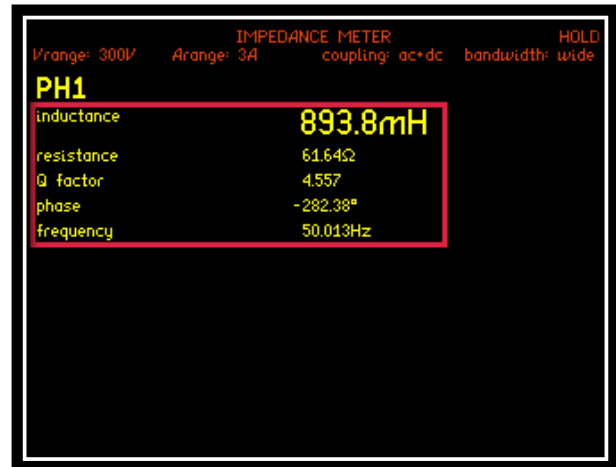 IMPEDANCE METER HOLD
Vrange: 300V Arange: 3A coupling: ac+dc bandwidth: wide
PH1
inductance 893.8mH
resistance 61.64Ω
Q factor 4.557
phase -282.38°
frequency 50.013Hz